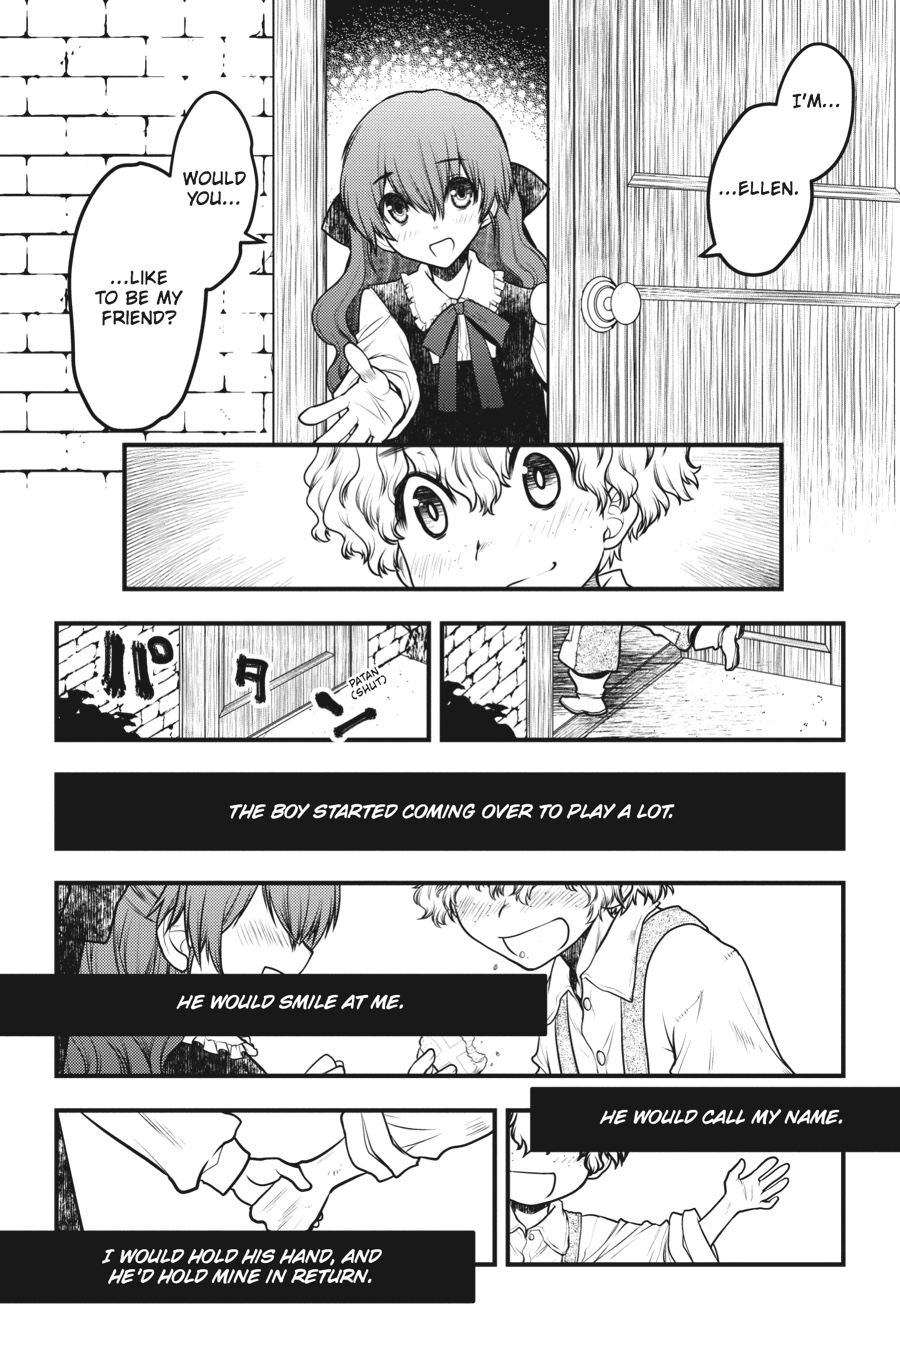 I'M...
...ELLEN.
WOULD
YOU...
...LIKE
TO BE MY
FRIEND?
パタン
PATAN
(SHUT)
THE BOY STARTED COMING OVER TO PLAY A LOT.
HE WOULD SMILE AT ME.
HE WOULD CALL MY NAME.
I WOULD HOLD HIS HAND, AND
HE'D HOLD MINE IN RETURN.